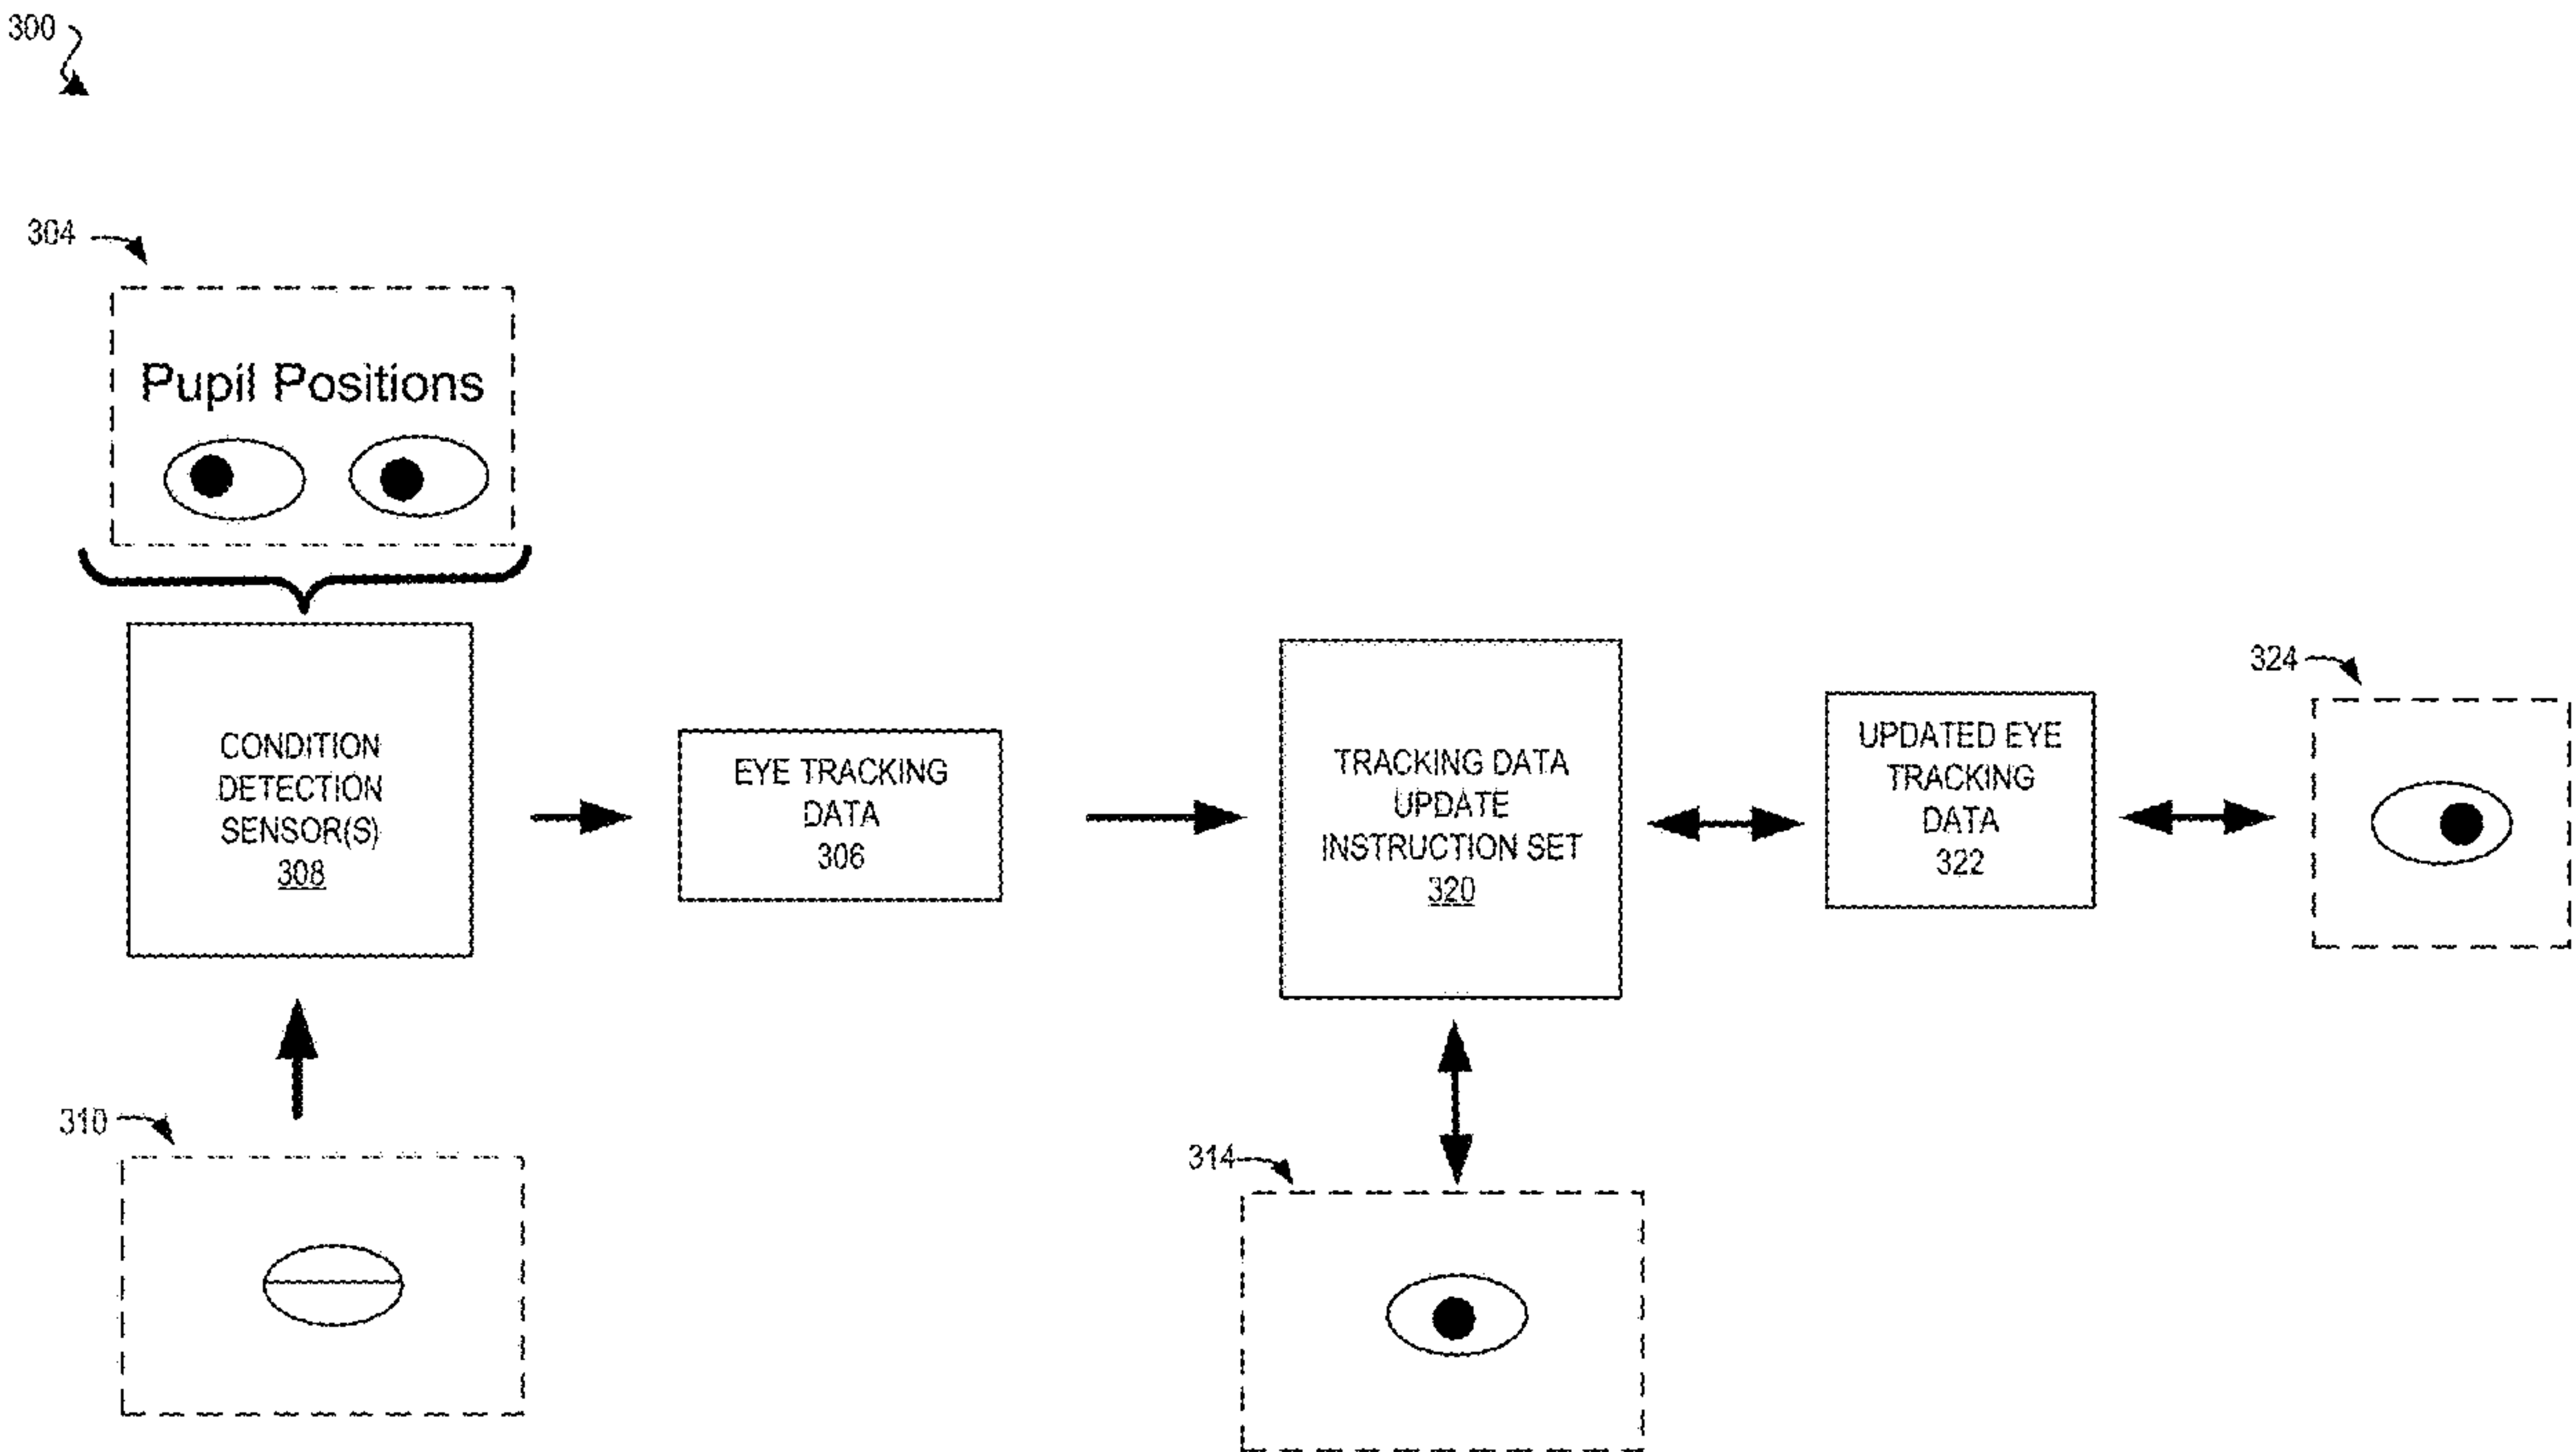 300
304
Pupil Positions
CONDITION
DETECTION
SENSOR(S)
308
EYE TRACKING
DATA
306
TRACKING DATA
UPDATE
INSTRUCTION SET
320
UPDATED EYE
TRACKING
DATA
322
324
310
314